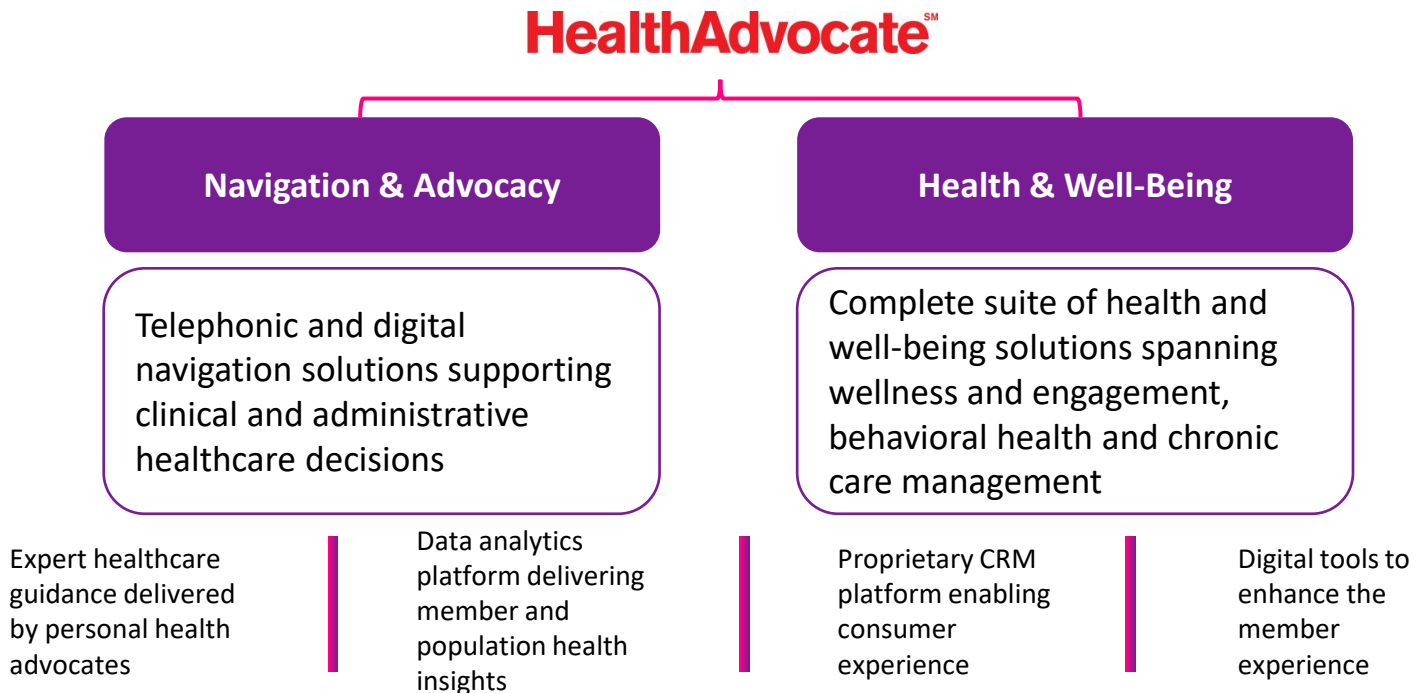 HealthAdvocate℠
Navigation & Advocacy
Health & Well-Being
Telephonic and digital
navigation solutions supporting
clinical and administrative
healthcare decisions
Complete suite of health and
well-being solutions spanning
wellness and engagement,
behavioral health and chronic
care management
Expert healthcare
guidance delivered
by personal health
advocates
Data analytics
platform delivering
member and
population health
insights
Proprietary CRM
platform enabling
consumer
experience
Digital tools to
enhance the
member
experience